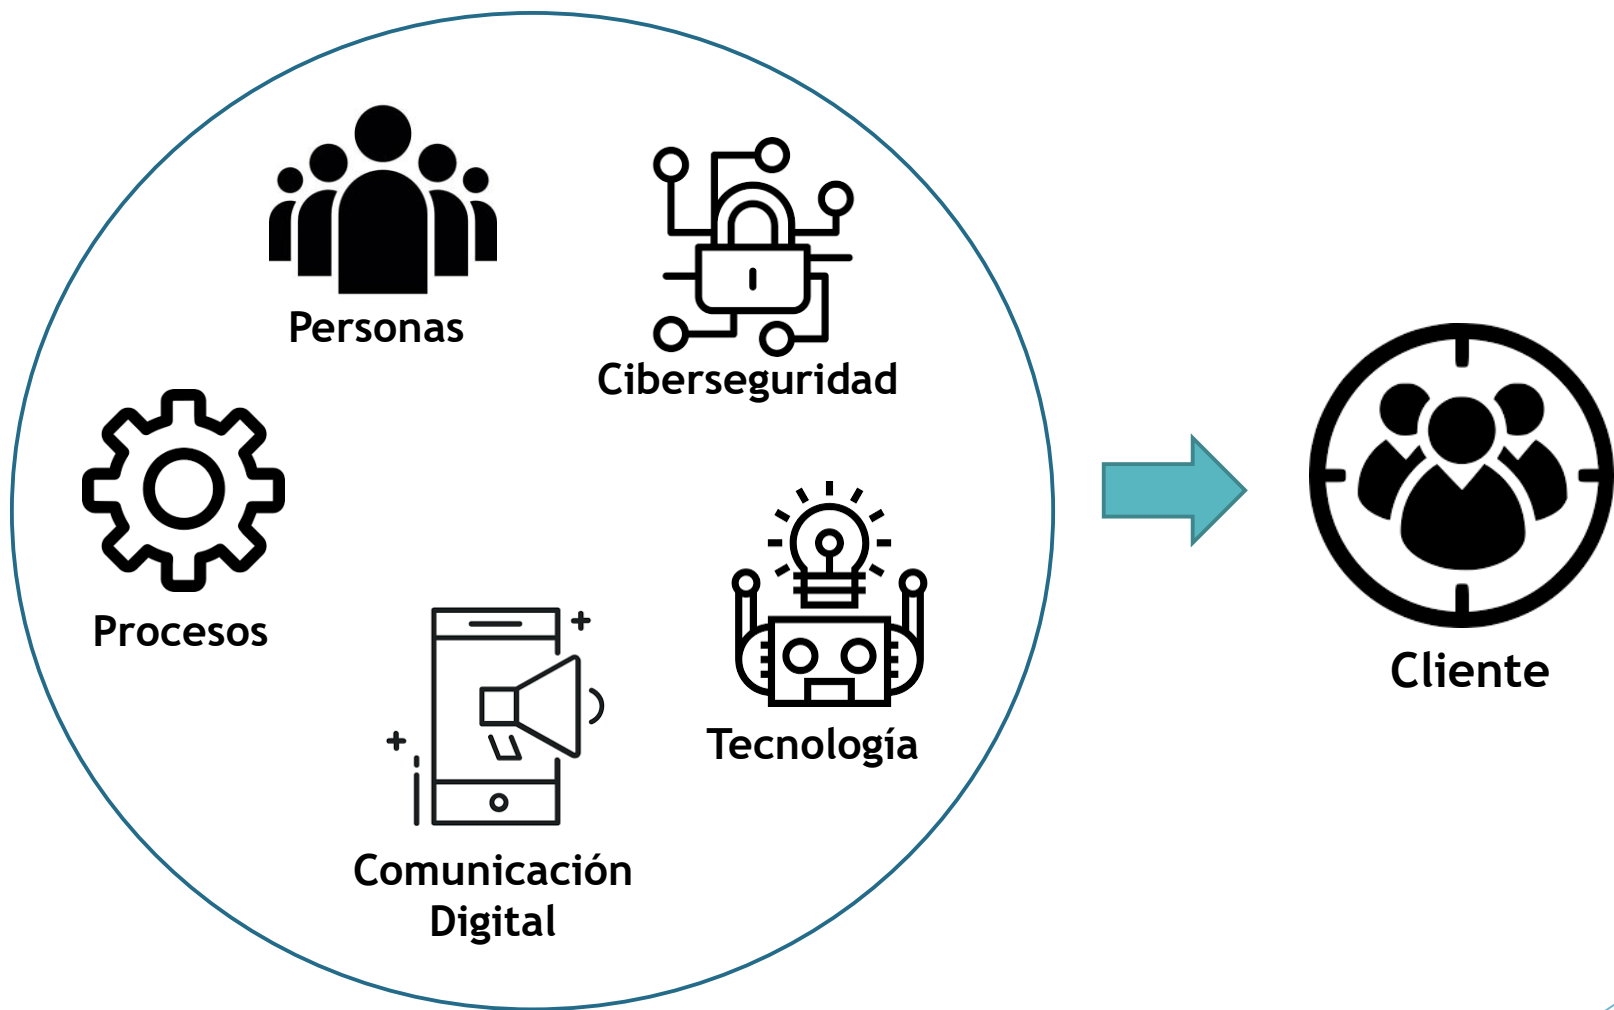 Personas
Ciberseguridad
Procesos
Tecnología
Comunicación
Digital
Cliente